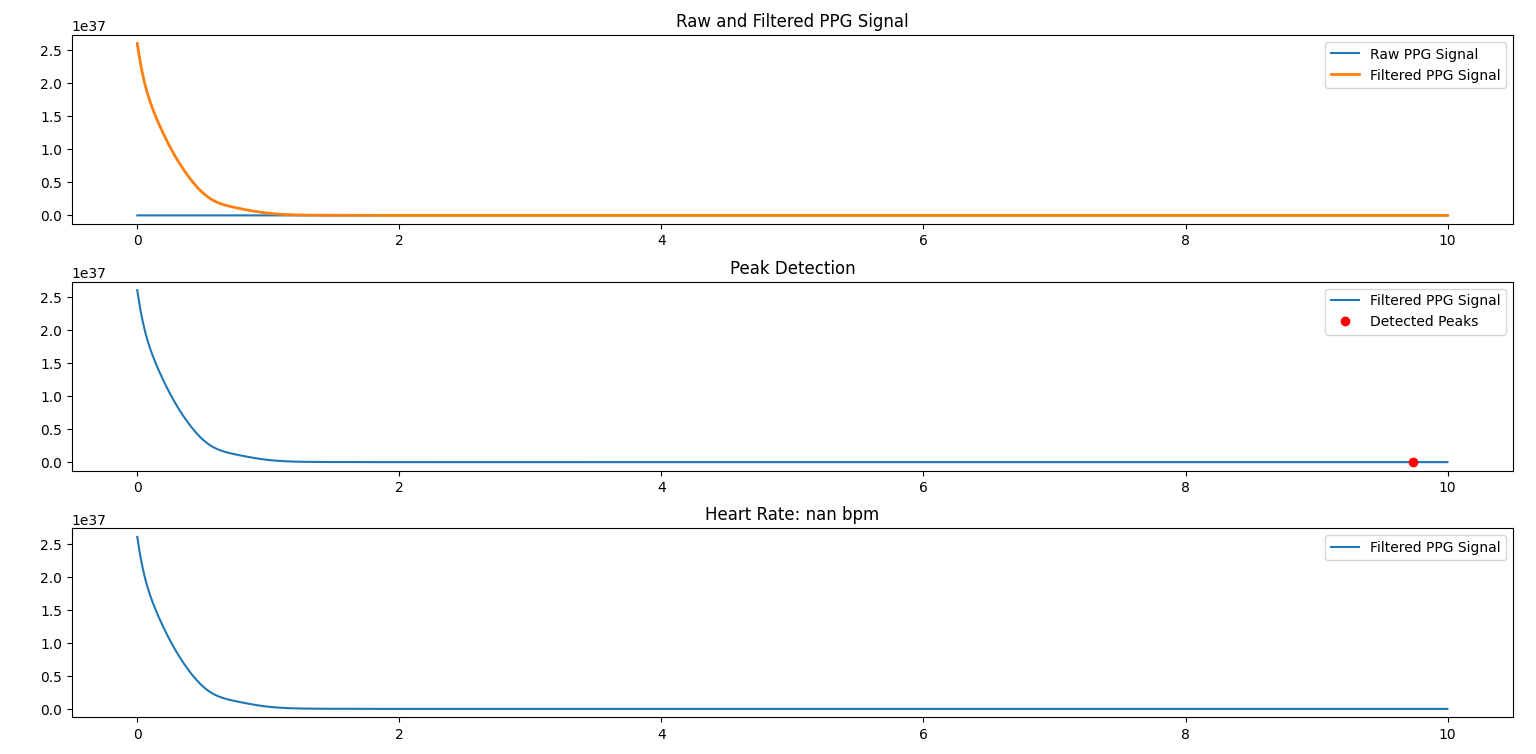 Raw and Filtered PPG Signal
1e37
2.5
2.0
1.5
1.0
0.5
0.0
Raw PPG Signal
Filtered PPG Signal
0 2 4 6 8 10
Peak Detection
1e37
2.5
2.0
1.5
1.0
0.5
0.0
Filtered PPG Signal
Detected Peaks
0 2 4 6 8 10
Heart Rate: nan bpm
1e37
2.5
2.0
1.5
1.0
0.5
0.0
Filtered PPG Signal
0 2 4 6 8 10